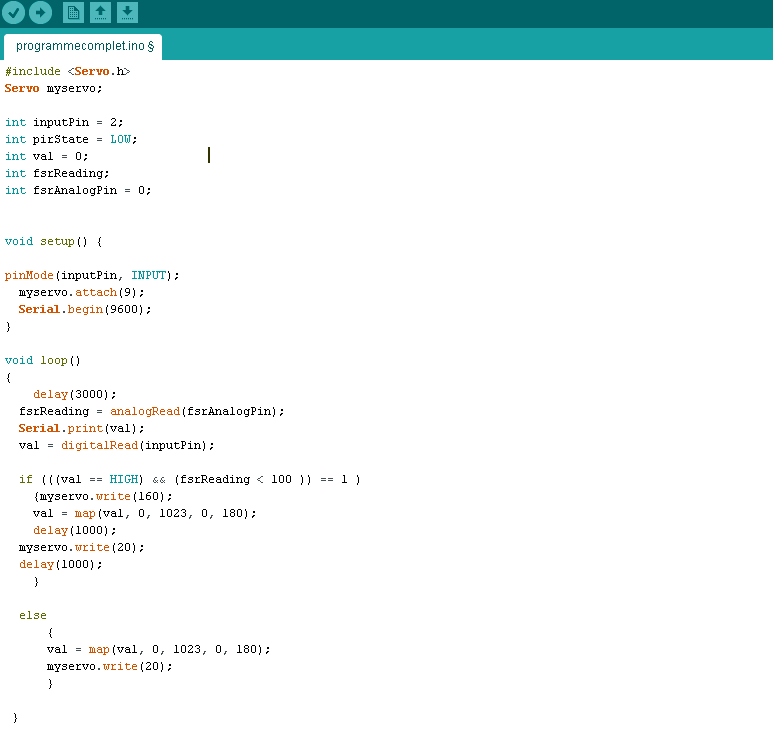 programmecomplet.ino §
#include <Servo.h>
Servo myservo;
int inputPin = 2;
int pirState = LOW;
int val = 0;
int fsrReading;
int fsrAnalogPin = 0;
void setup() {
pinMode(inputPin, INPUT);
myservo.attach(9);
Serial.begin(9600);
}
void loop()
{
delay(3000);
fsrReading = analogRead(fsrAnalogPin);
Serial.print(val);
val = digitalRead(inputPin);
if (((val == HIGH) && (fsrReading < 100 )) == 1 )
{myservo.write(160);
val = map(val, 0, 1023, 0, 180);
delay(1000);
myservo.write(20);
delay(1000);
}
else
{
val = map(val, 0, 1023, 0, 180);
myservo.write(20);
}
}